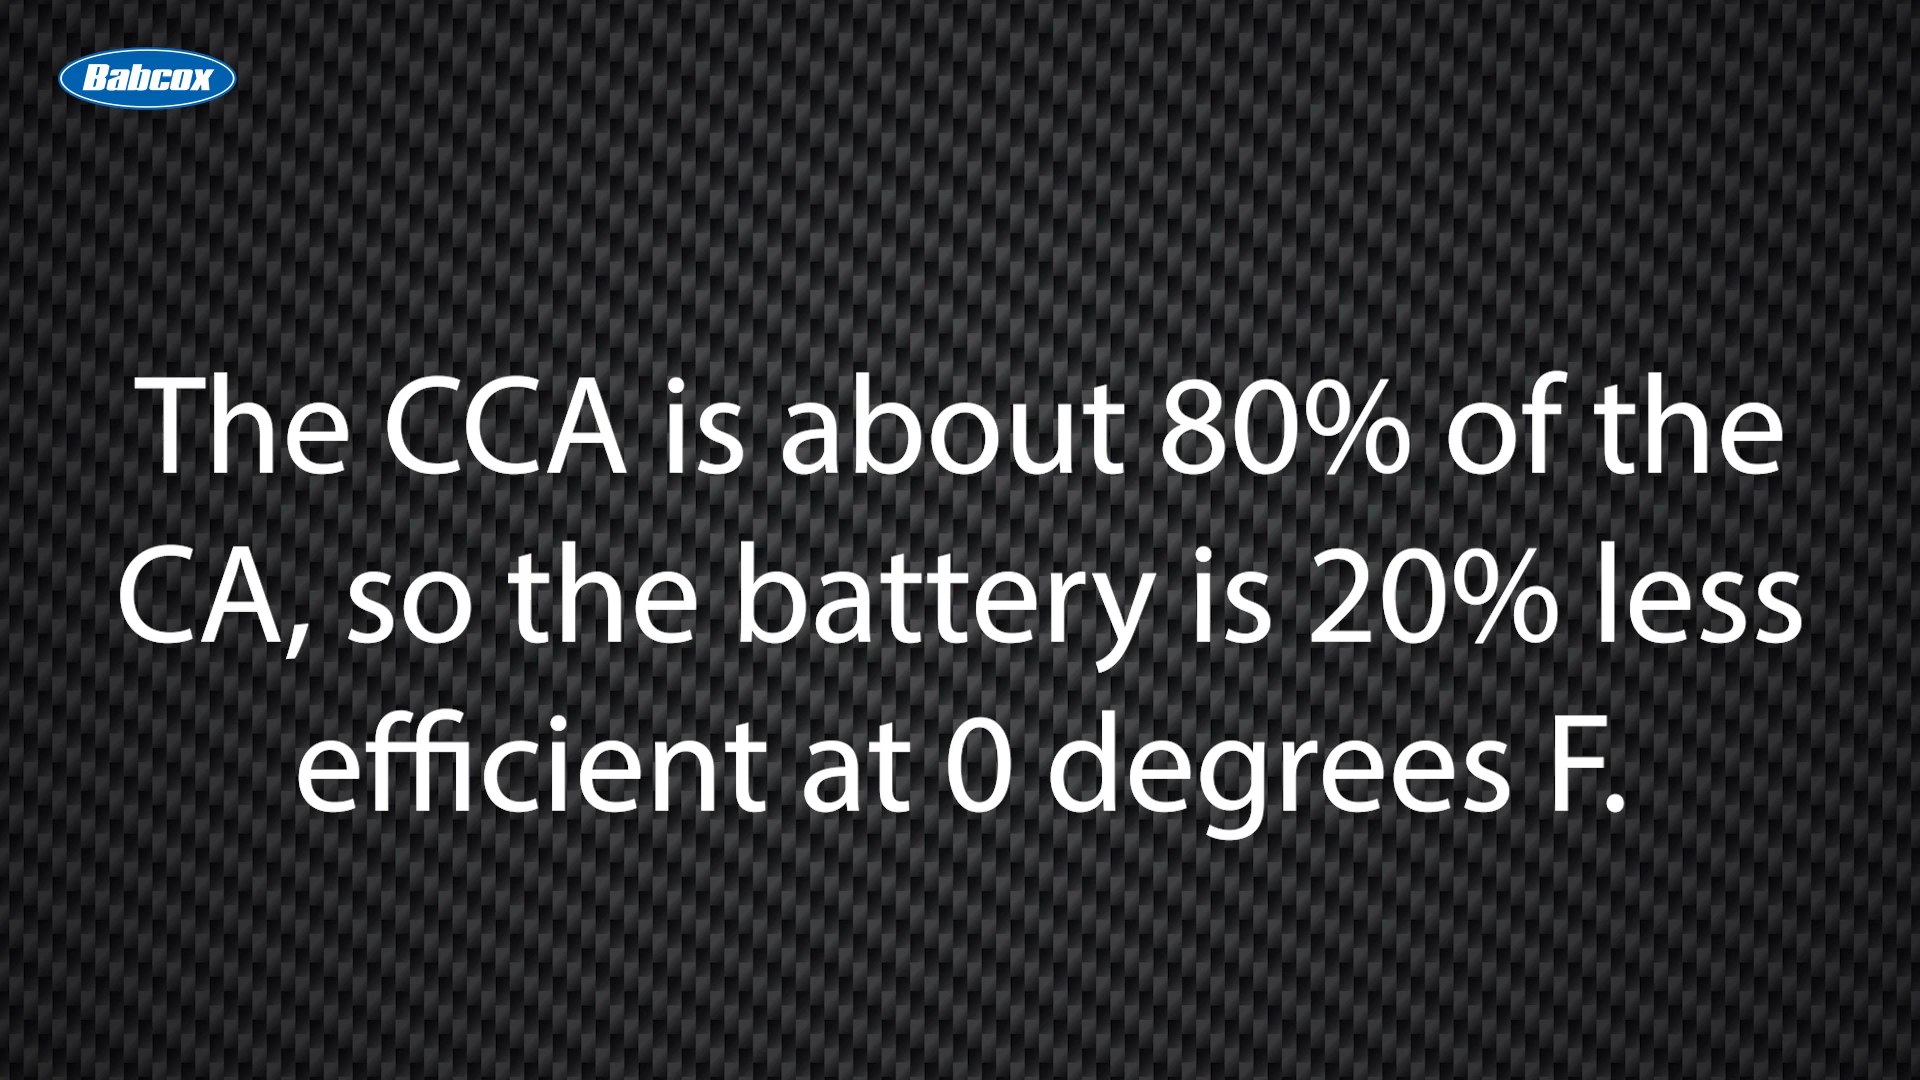 Babcox
The CCA is about 80% of the
CA, so the battery is 20% less
efficient at 0 degrees F.